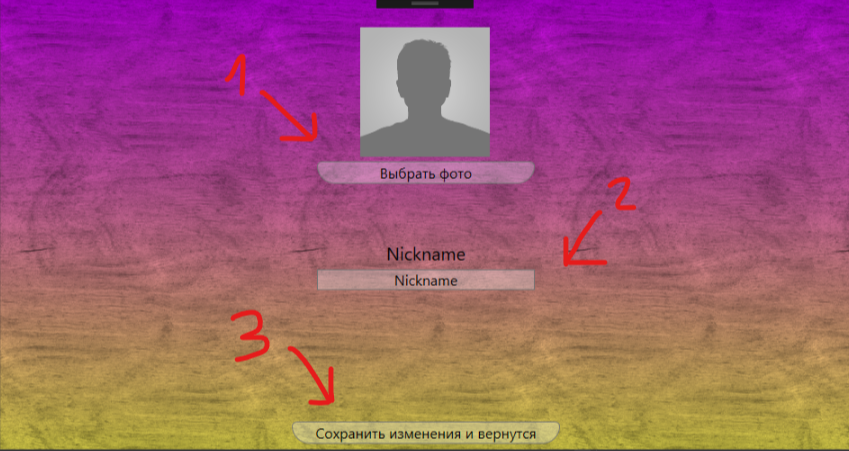 1
Выбрать фото
2
Nickname
Nickname
3
Сохранить изменения и вернутся